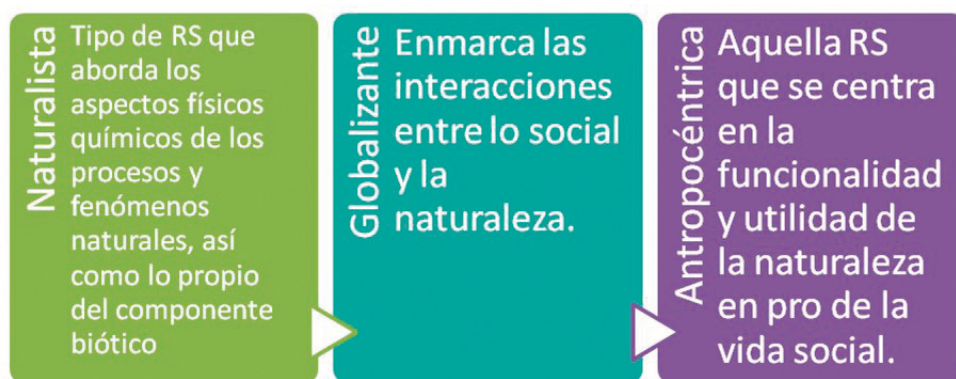 Naturalista
Tipo de RS que
aborda los
aspectos físicos
químicos de los
procesos y
fenómenos
naturales, así
como lo propio
del componente
biótico
Globalizante
Enmarca las
interacciones
entre lo social
y la
naturaleza.
Antropocéntrica
Aquella RS
que se centra
en la
funcionalidad
y utilidad de
la naturaleza
en pro de la
vida social.